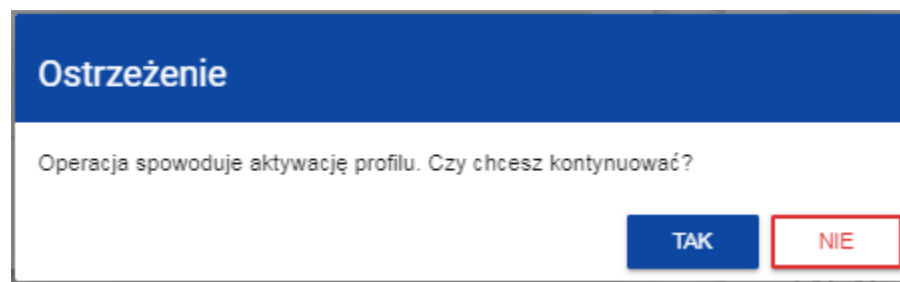 Ostrzeżenie
Operacja spowoduje aktywację profilu. Czy chcesz kontynuować?
TAK NIE